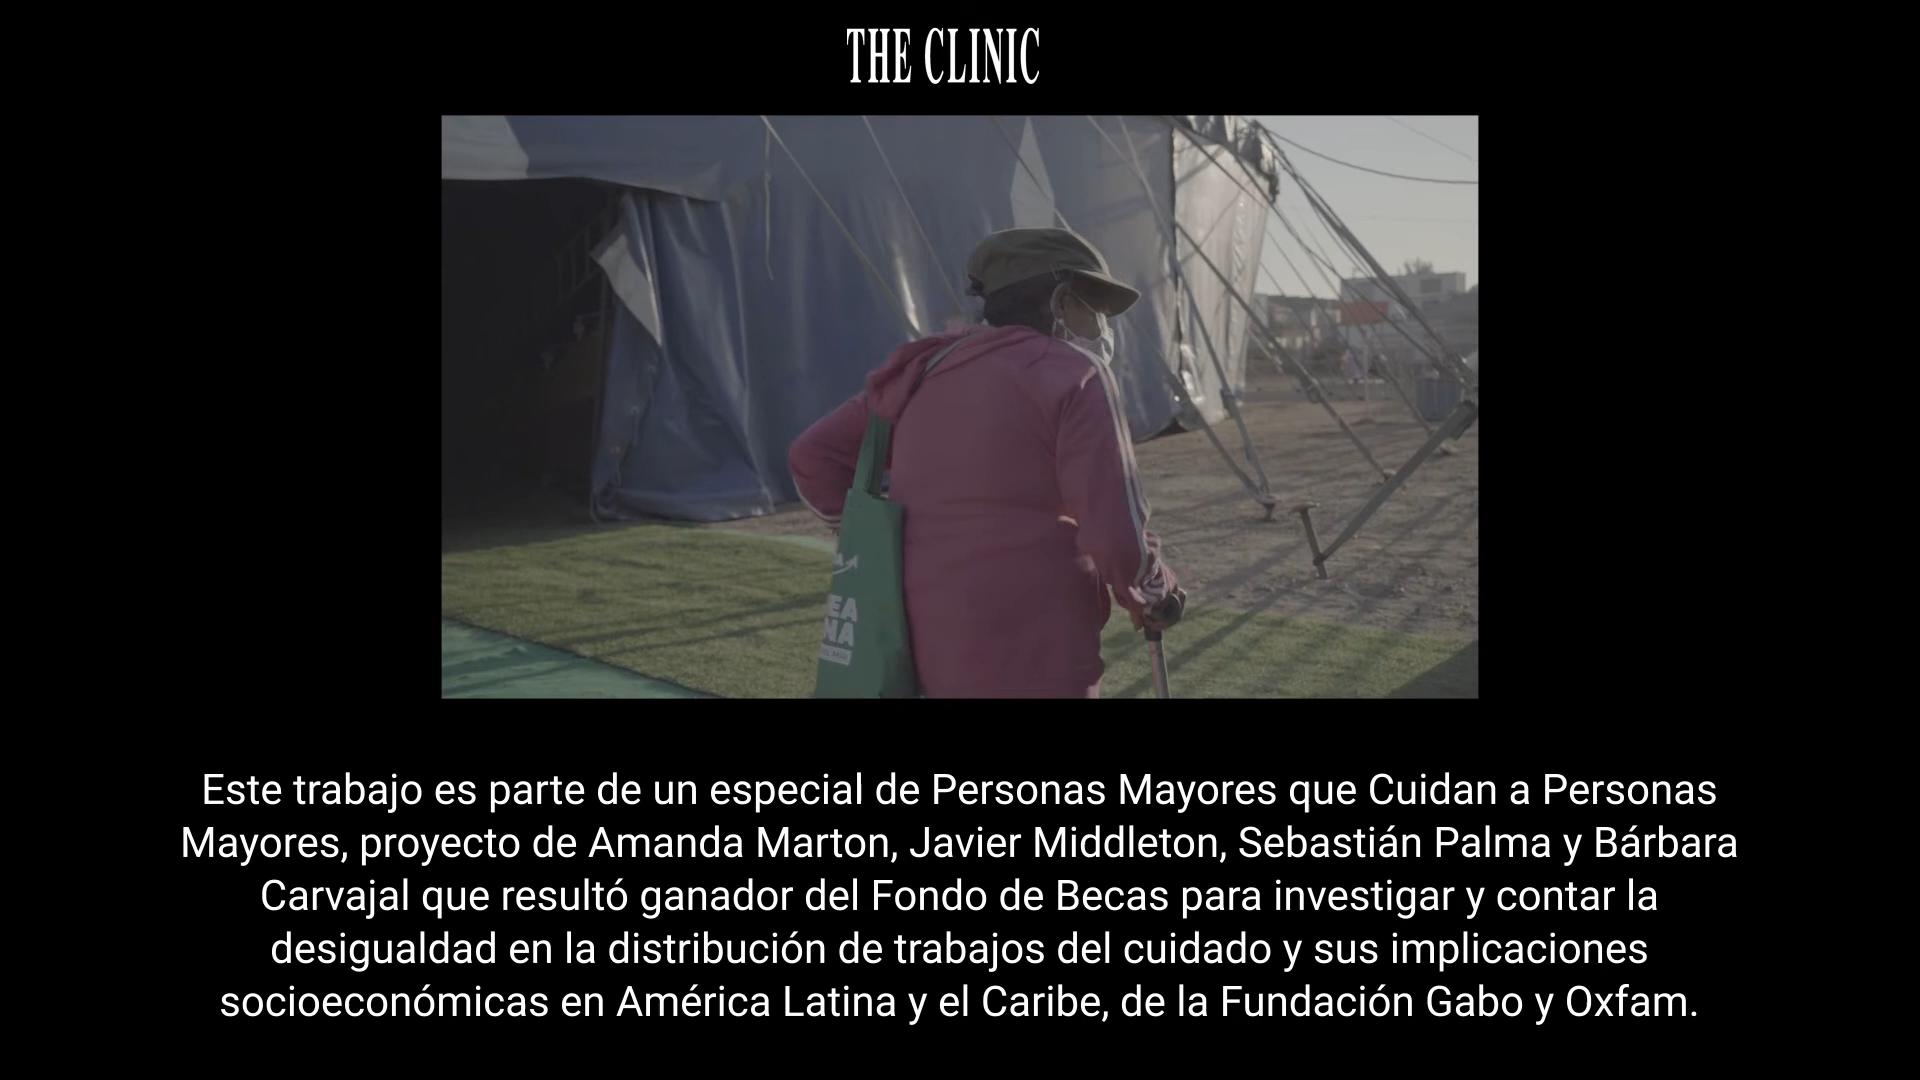 THE CLINIC
EA
NA
Este trabajo es parte de un especial de Personas Mayores que Cuidan a Personas
Mayores, proyecto de Amanda Marton, Javier Middleton, Sebastián Palma y Bárbara
Carvajal que resultó ganador del Fondo de Becas para investigar y contar la
desigualdad en la distribución de trabajos del cuidado y sus implicaciones
socioeconómicas en América Latina y el Caribe, de la Fundación Gabo y Oxfam.